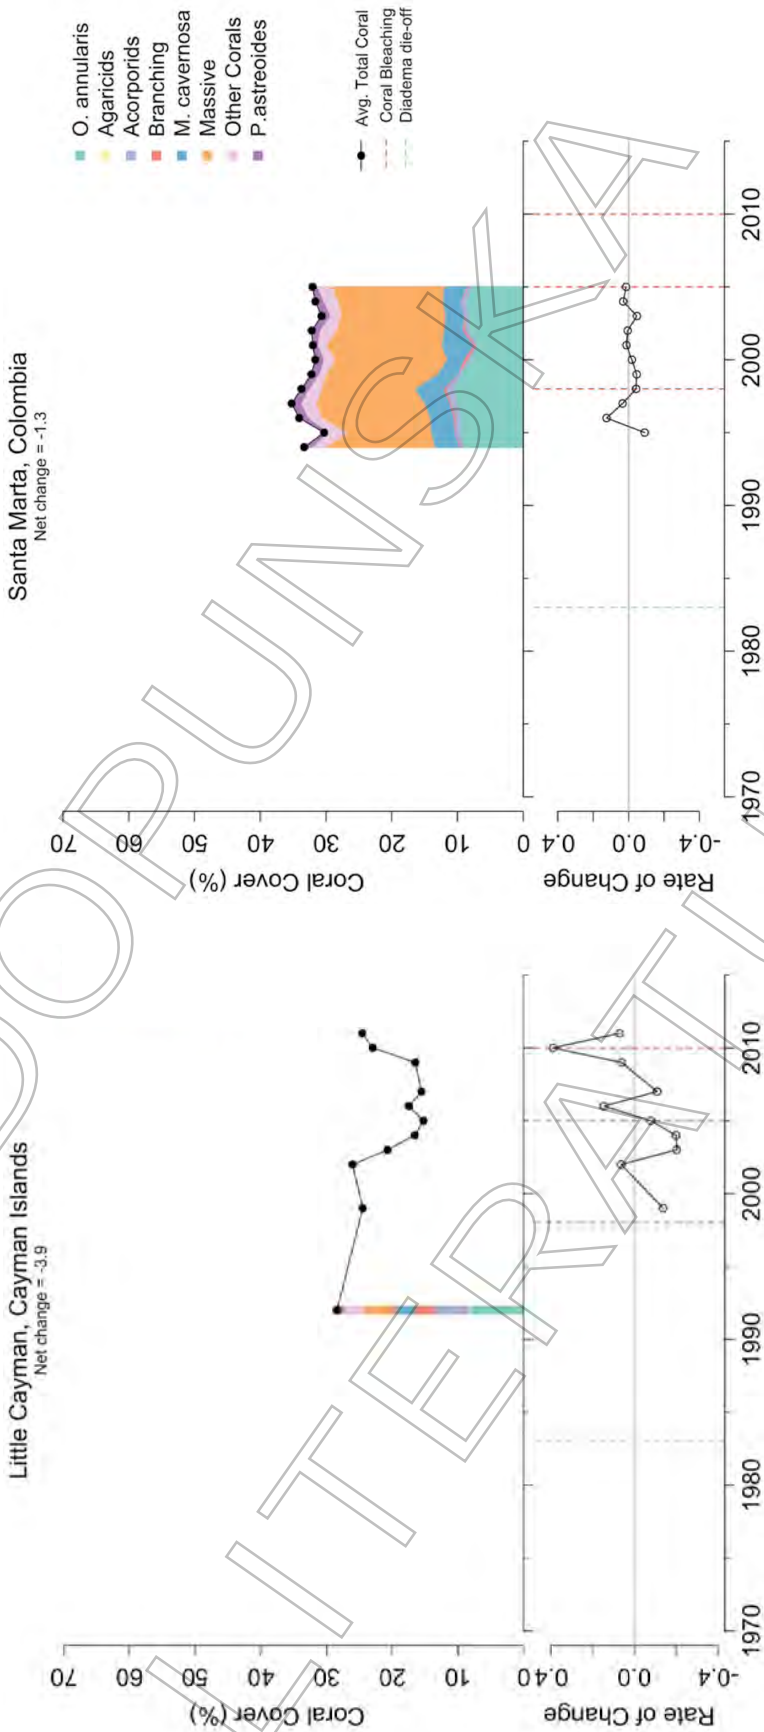 Santa Marta, Colombia
Net change = -1.3
O. annularis
Agaricids
Acorporids
Branching
M. cavernosa
Massive
Other Corals
P.astreoides
Avg. Total Coral
Coral Bleaching
Diadema die-off
Coral Cover (%)
70
60
50
40
30
20
10
0
Rate of Change
0.4
0.0
-0.4
1970
1980
1990
2000
2010
Little Cayman, Cayman Islands
Net change = -3.9
Coral Cover (%)
70
60
50
40
30
20
10
0
Rate of Change
0.4
0.0
-0.4
1970
1980
1990
2000
2010